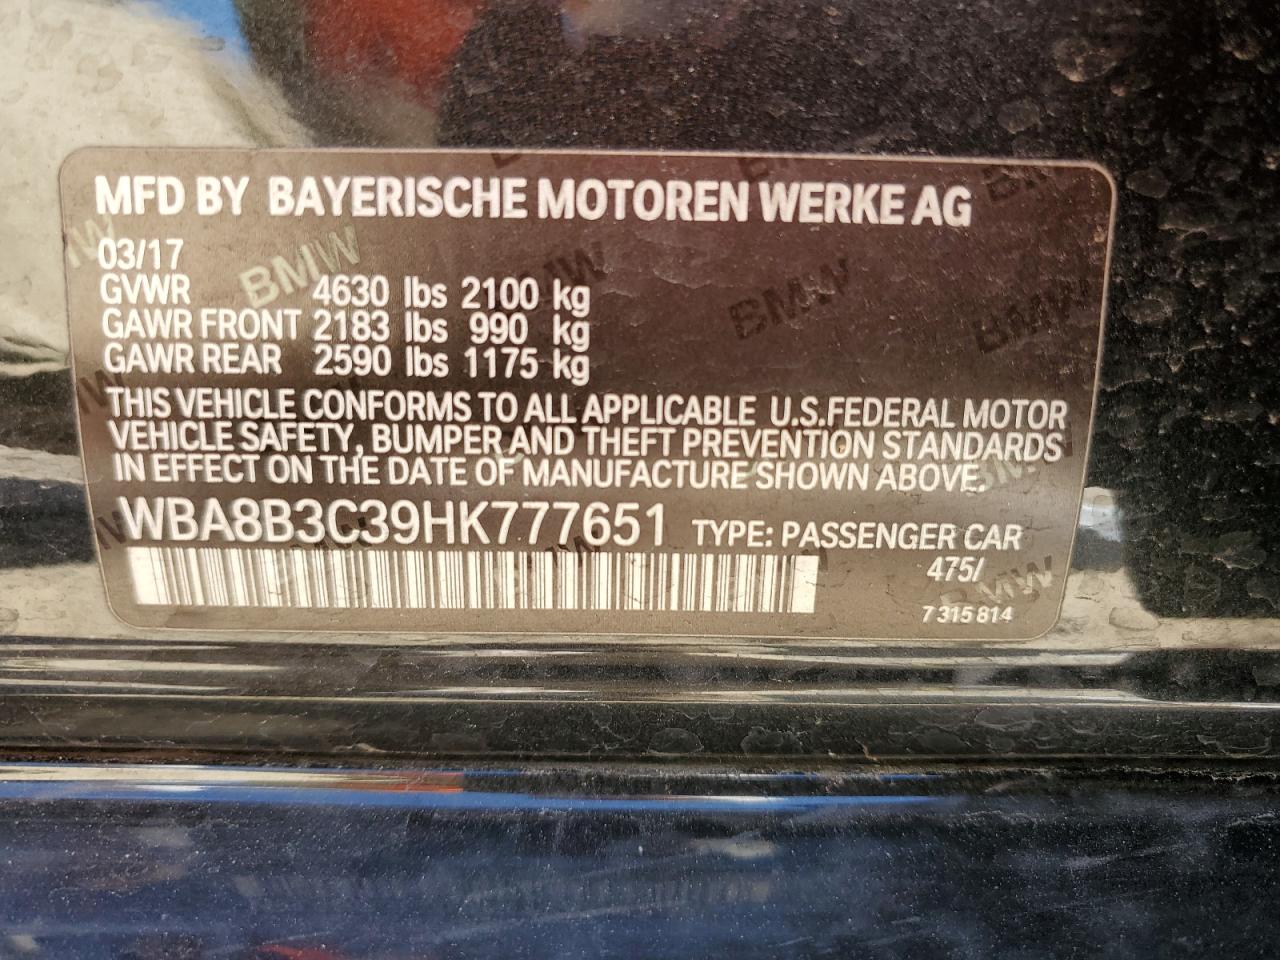 MFD BY BAYERISCHE MOTOREN WERKE AG
03/17
GVWR 4630 lbs 2100 kg
GAWR FRONT 2183 lbs 990 kg
GAWR REAR 2590 lbs 1175 kg
THIS VEHICLE CONFORMS TO ALL APPLICABLE U.S.FEDERAL MOTOR
VEHICLE SAFETY, BUMPER AND THEFT PREVENTION STANDARDS
IN EFFECT ON THE DATE OF MANUFACTURE SHOWN ABOVE.
WBA8B3C39HK777651 TYPE: PASSENGER CAR
475/
7 315 814